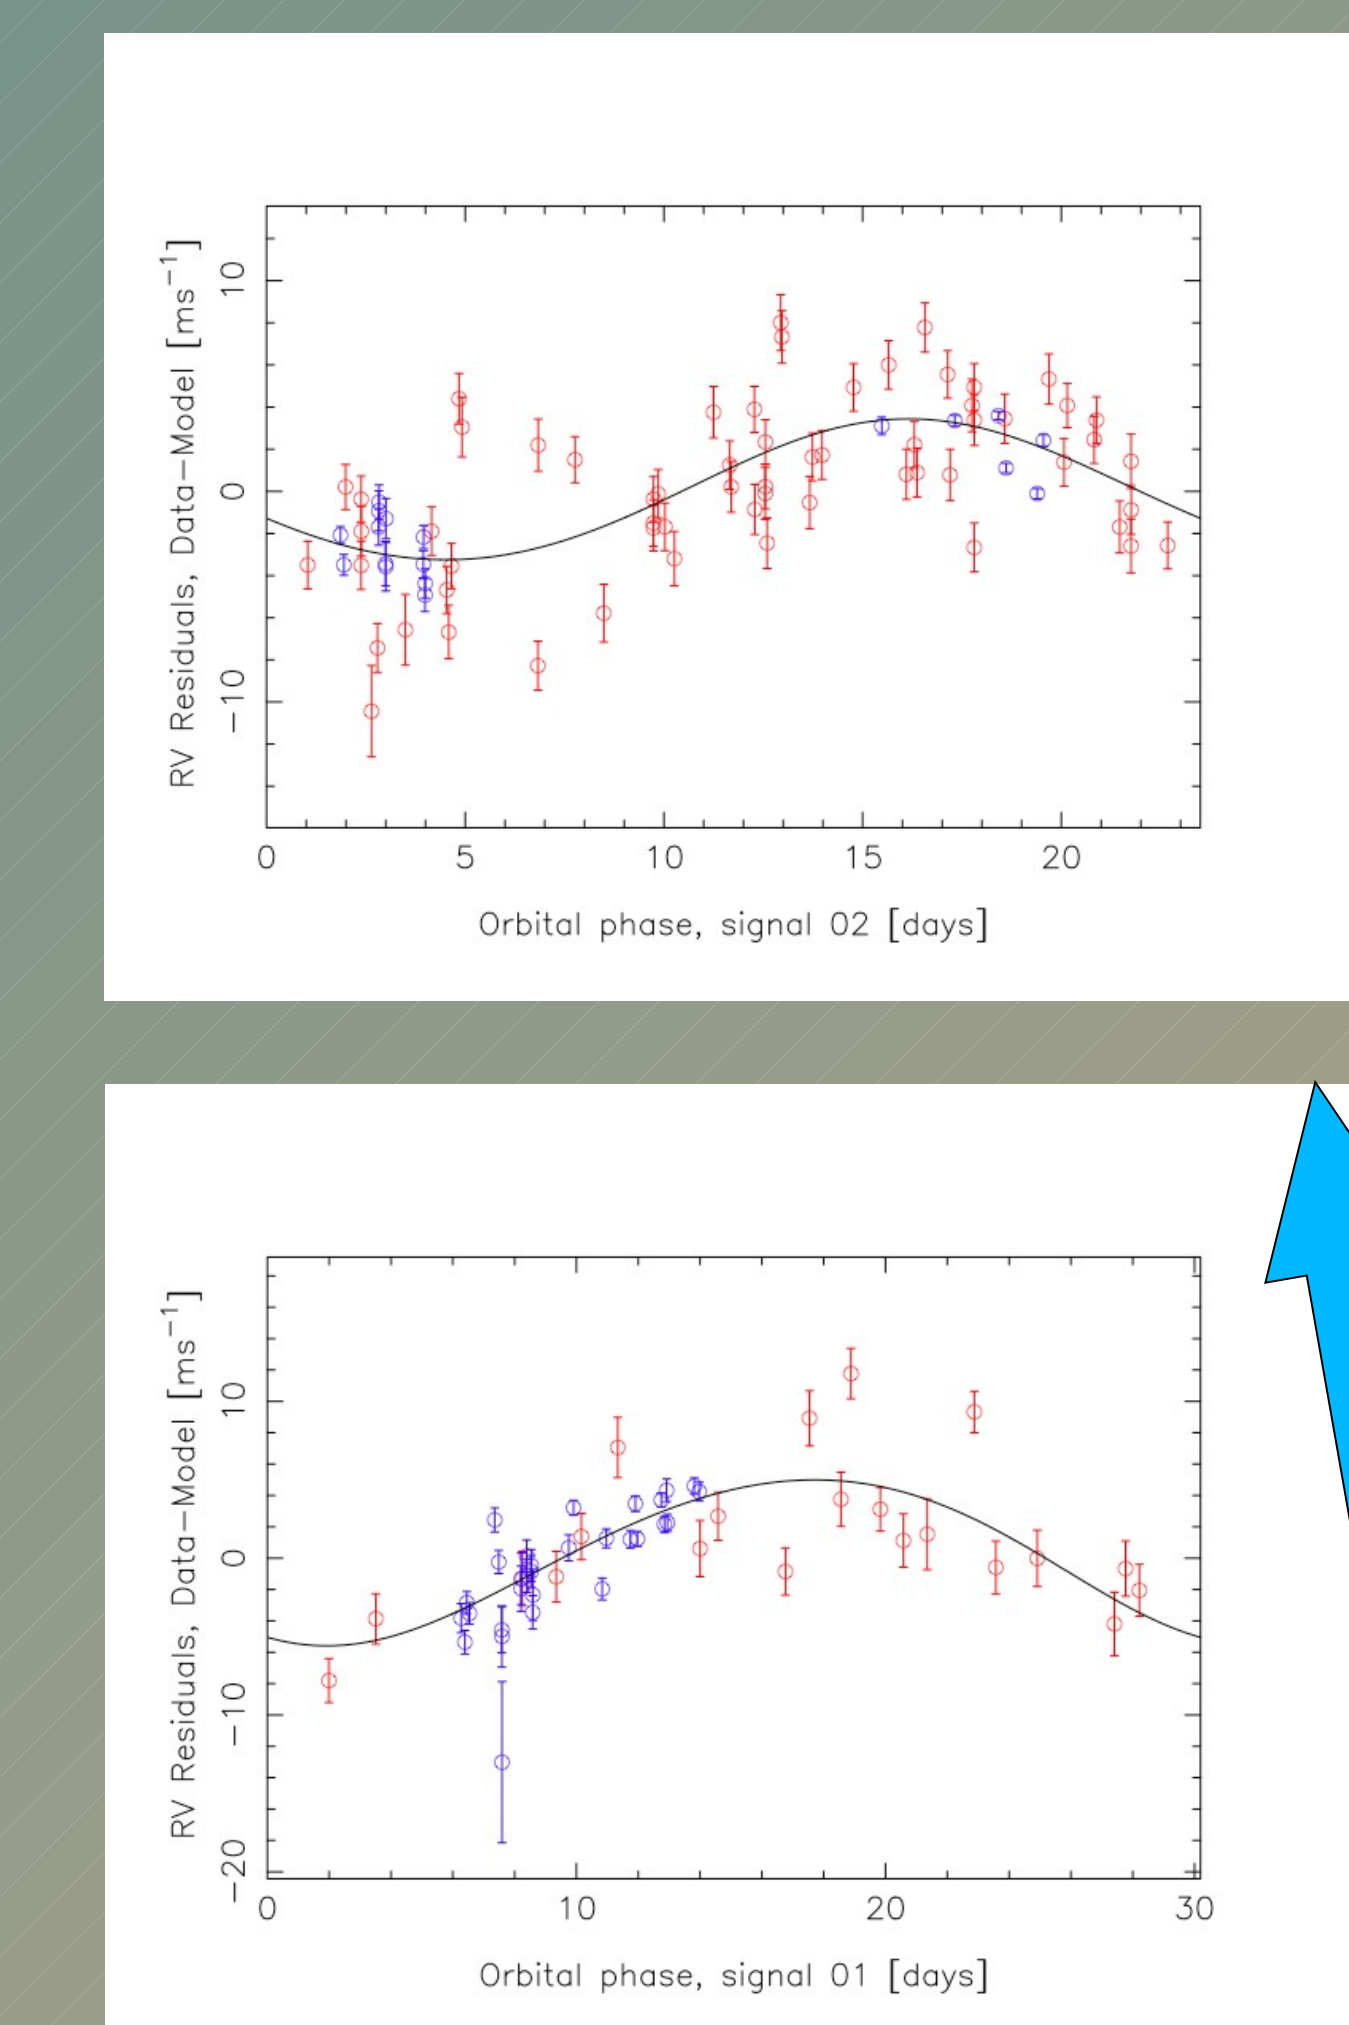 RV Residuals, Data−Model [ms⁻¹]
10
0
−10
0 5 10 15 20
Orbital phase, signal 02 [days]
RV Residuals, Data−Model [ms⁻¹]
10
0
−10
−20
0 10 20 30
Orbital phase, signal 01 [days]